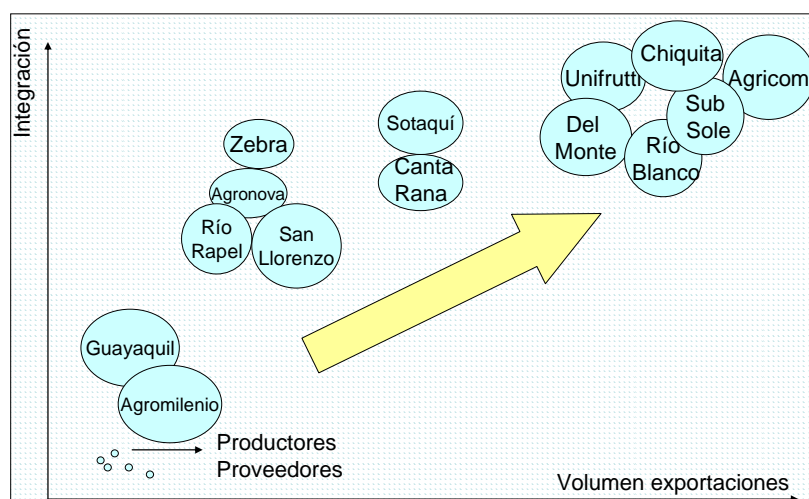 Integración
Chiquita
Unifrutti
Agricom
Sub
Sole
Del
Monte
Río
Blanco
Sotaquí
Canta
Rana
Zebra
Agronova
Río
Rapel
San
Llorenzo
Guayaquil
Agromilenio
Productores
Proveedores
Volumen exportaciones